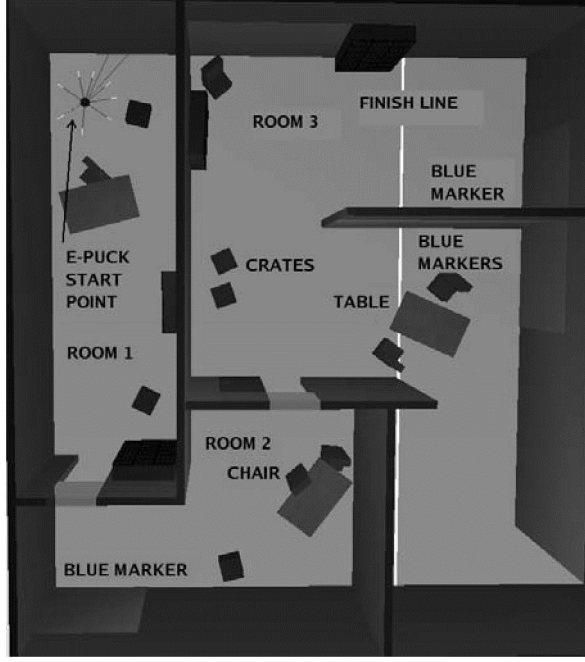 FINISH LINE
ROOM 3
BLUE
MARKER
E-PUCK
START
POINT
CRATES
BLUE
MARKERS
TABLE
ROOM 1
ROOM 2
CHAIR
BLUE MARKER